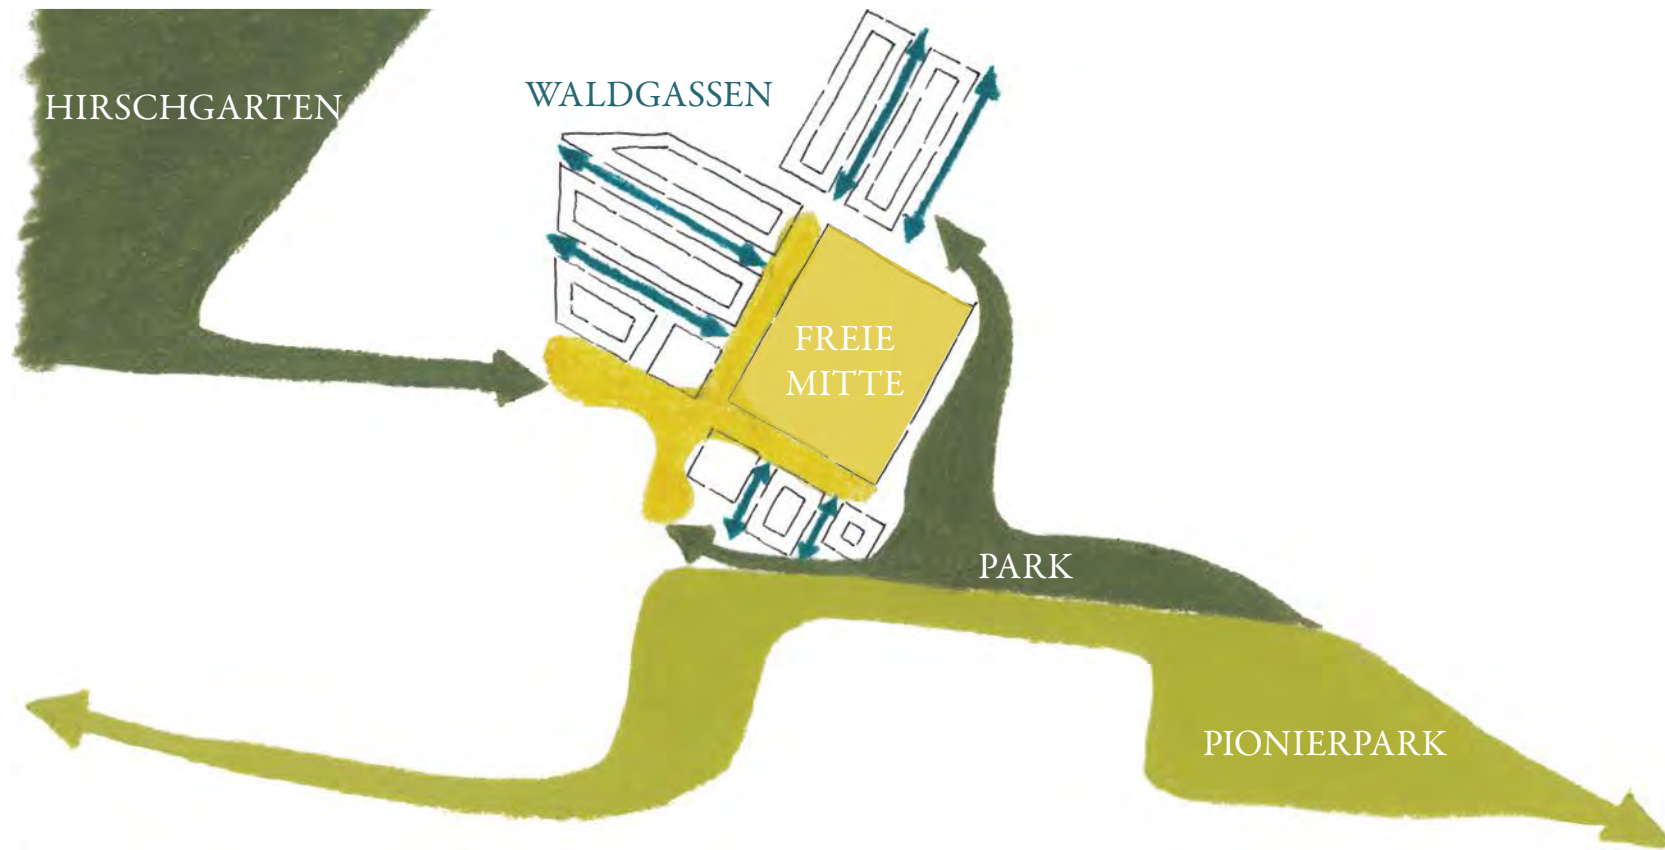 HIRSCHGARTEN
WALDGASSEN
FREIE
MITTE
PARK
PIONIERPARK